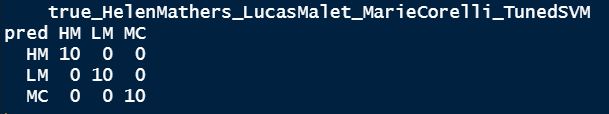 true_HelenMathers_LucasMalet_MarieCorelli_TunedSVM
pred HM LM MC
HM 10 0 0
LM 0 10 0
MC 0 0 10